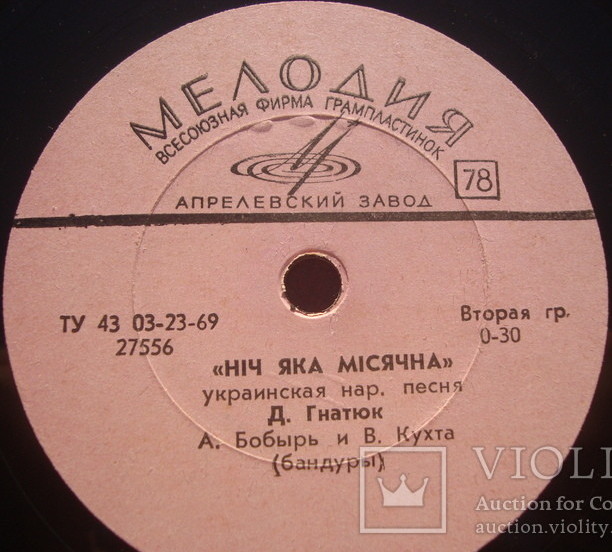 МЕЛОДИЯ
ВСЕСОЮЗНАЯ ФИРМА ГРАМПЛАСТИНОК
78
АПРЕЛЕВСКИЙ ЗАВОД
ТУ 43 03-23-69
27556
Вторая гр.
0-30
«НІЧ ЯКА МІСЯЧНА»
украинская нар. песня
Д. Гнатюк
А. Бобырь и В. Кухта
(бандуры)
VIOLI
Auction for Co
auction.violity.